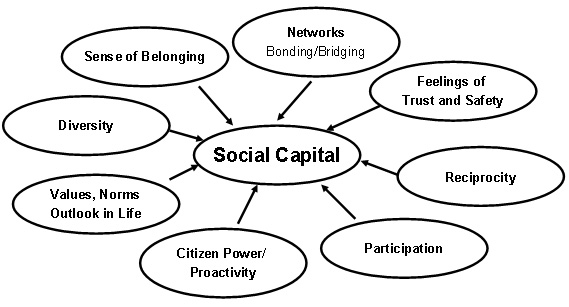 Networks
Bonding/Bridging
Sense of Belonging
Feelings of
Trust and Safety
Diversity
Social Capital
Reciprocity
Values, Norms
Outlook in Life
Citizen Power/
Proactivity
Participation